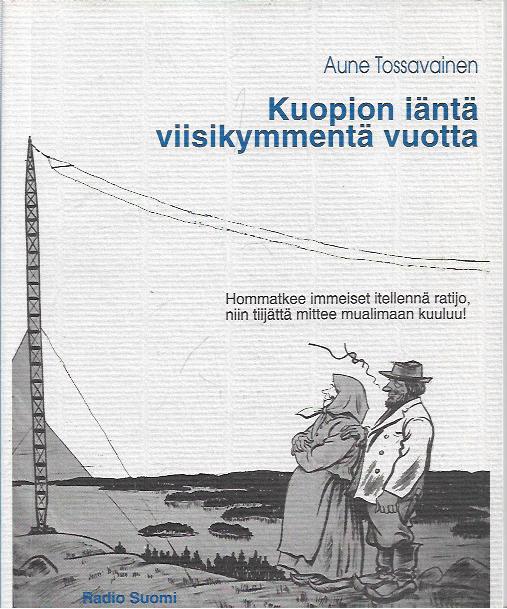 Aune Tossavainen
Kuopion iäntä
viisikymmentä vuotta
Hommatkee immeiset itellennä ratijo,
niin tiijättä mittee mualimaan kuuluu!
Radio Suomi